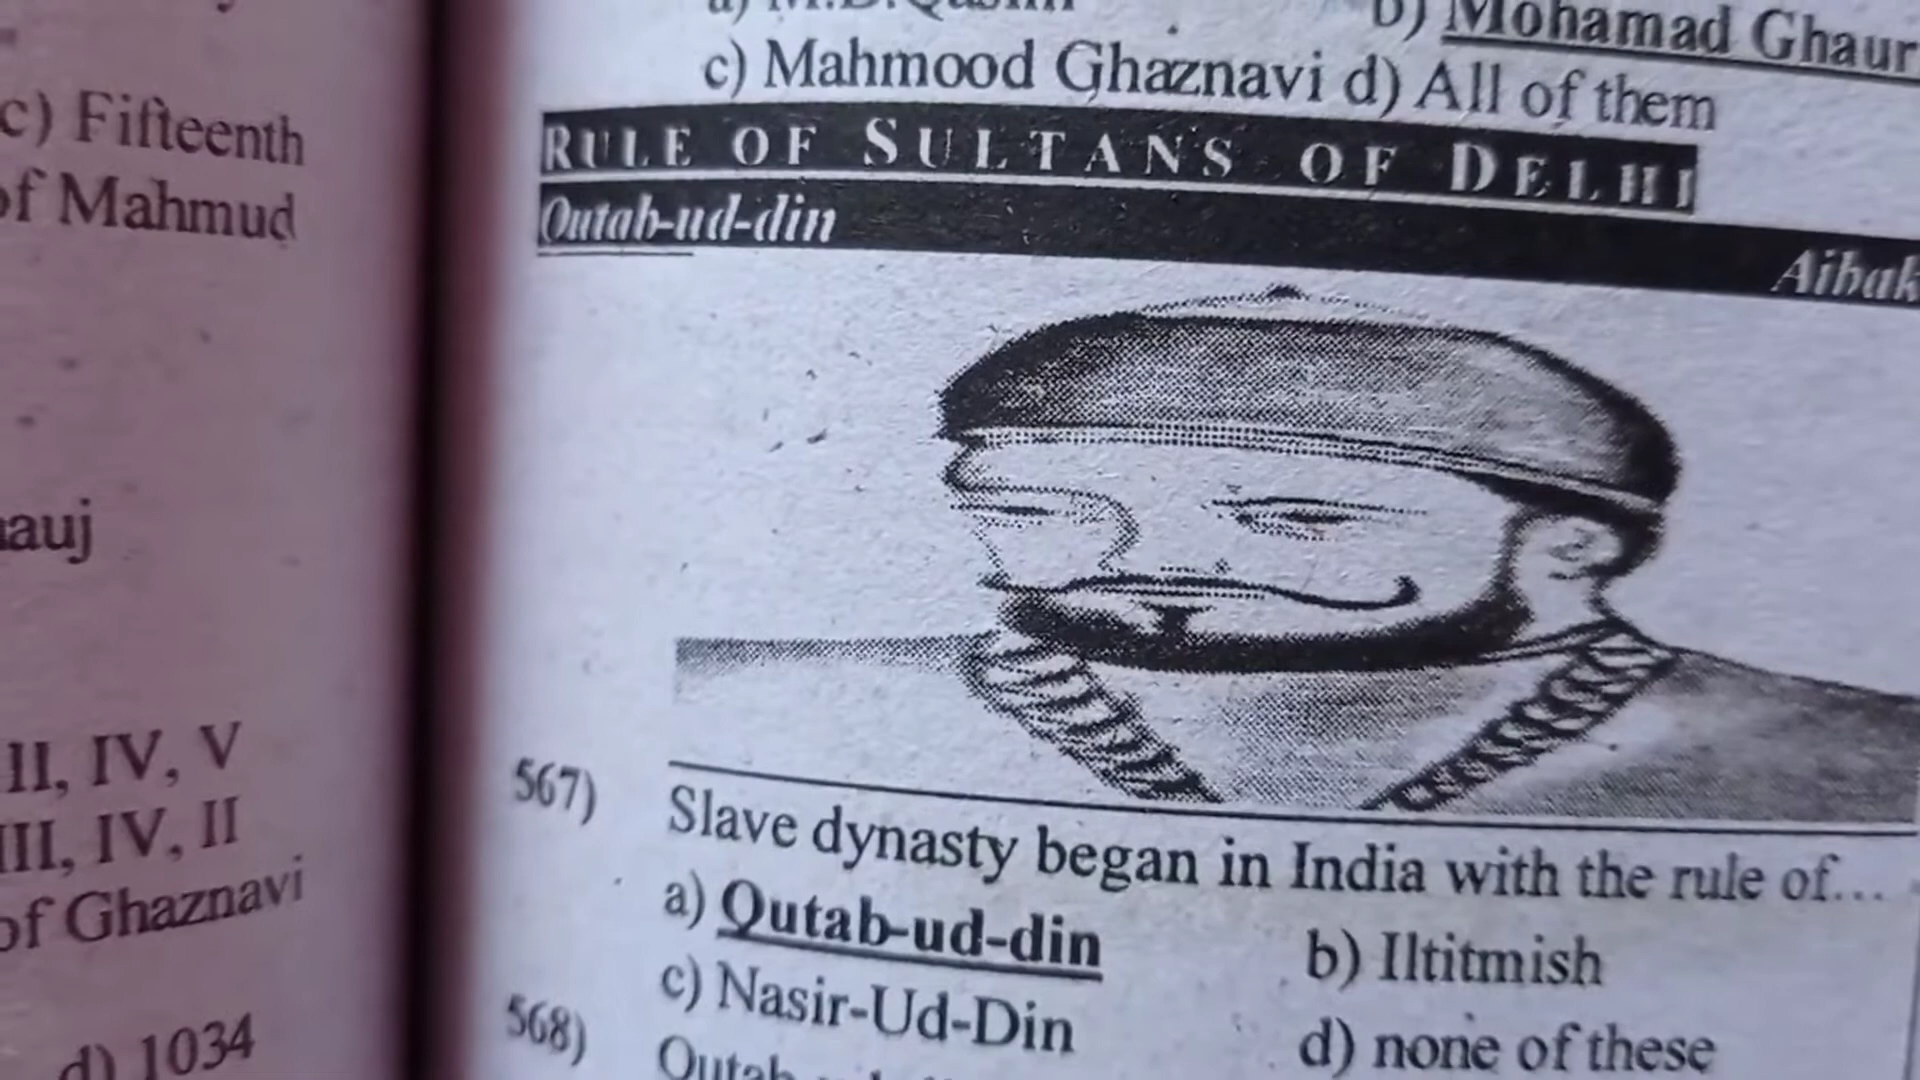 c) Fifteenth
of Mahmud
II, IV, V
III, IV, II
of Ghaznavi
d) 1034
b) Mohamad Ghaur
c) Mahmood Ghaznavi d) All of them
RULE OF SULTANS OF DELHI
Qutab-ud-din Aibak
567) Slave dynasty began in India with the rule of...
a) Qutab-ud-din b) Iltitmish
c) Nasir-Ud-Din d) none of these
568)